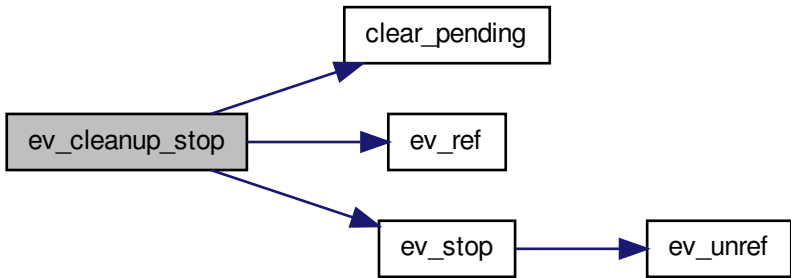 clear_pending
ev_cleanup_stop
ev_ref
ev_stop
ev_unref